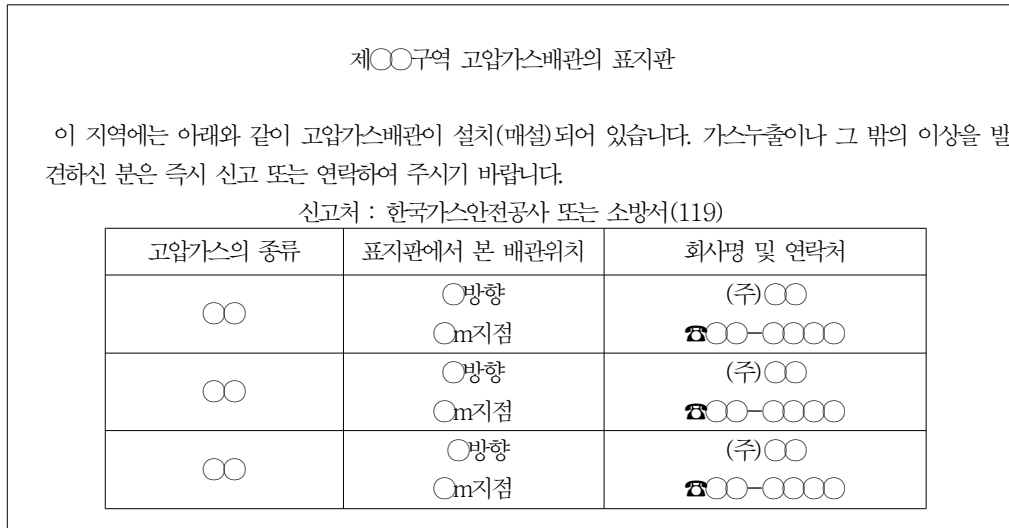 제○○구역 고압가스배관의 표지판
이 지역에는 아래와 같이 고압가스배관이 설치(매설)되어 있습니다. 가스누출이나 그 밖의 이상을 발
견하신 분은 즉시 신고 또는 연락하여 주시기 바랍니다.
신고처 : 한국가스안전공사 또는 소방서(119)
고압가스의 종류 표지판에서 본 배관위치 회사명 및 연락처
○○
○방향
○m지점
(주)○○
☎○○-○○○○
○○
○방향
○m지점
(주)○○
☎○○-○○○○
○○
○방향
○m지점
(주)○○
☎○○-○○○○